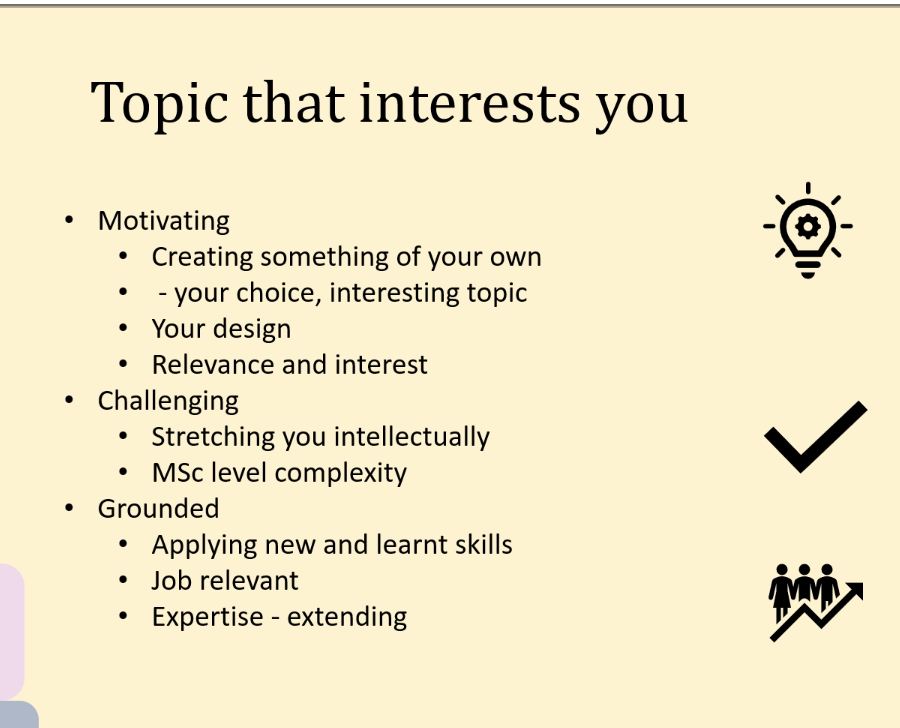 Topic that interests you
• Motivating
• Creating something of your own
• - your choice, interesting topic
• Your design
• Relevance and interest
• Challenging
• Stretching you intellectually
• MSc level complexity
• Grounded
• Applying new and learnt skills
• Job relevant
• Expertise - extending